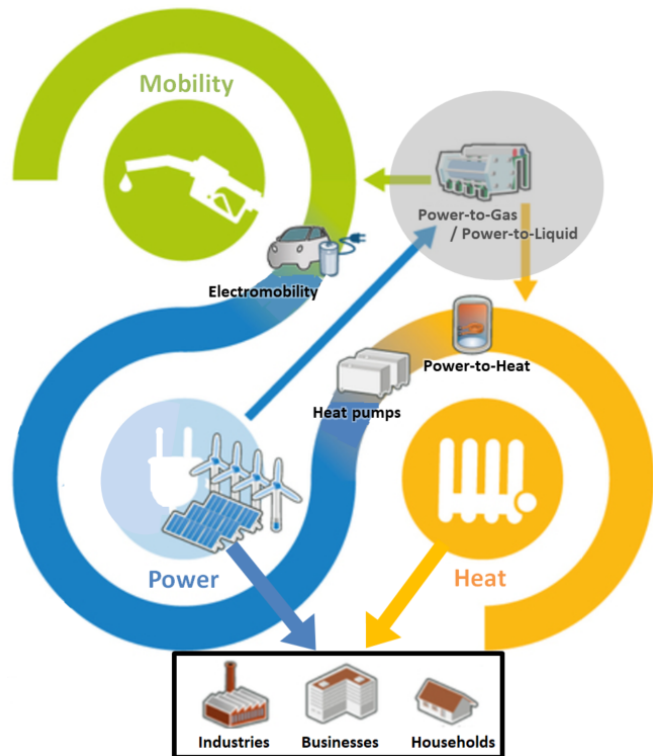 Mobility
Power-to-Gas
/ Power-to-Liquid
Electromobility
Power-to-Heat
Heat pumps
Power
Heat
Industries
Businesses
Households